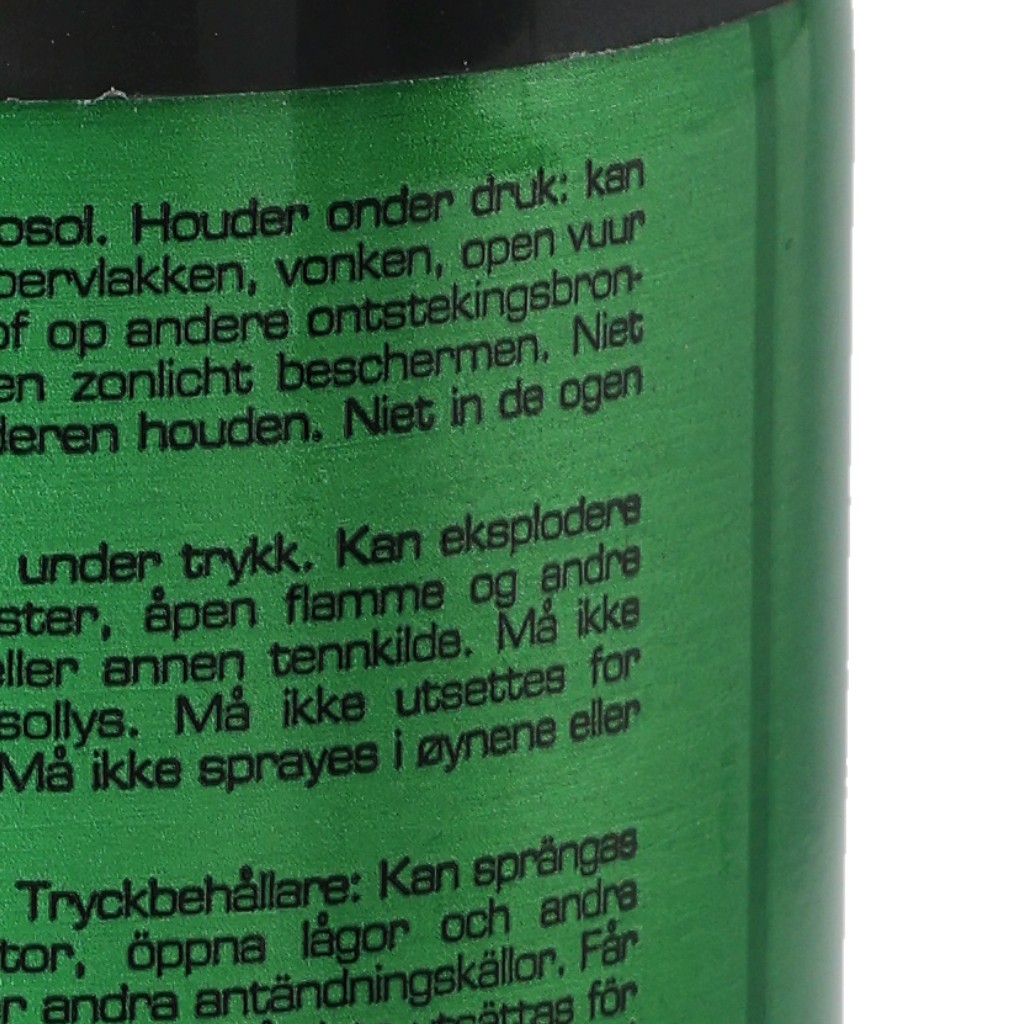 osol. Houder onder druk: kan
pervlakken, vonken, open vuur
of op andere ontstekingsbron-
en zonlicht beschermen. Niet
deren houden. Niet in de ogen
under trykk. Kan eksplodere
ster, åpen flamme og andre
eller annen tennkilde. Må ikke
sollys. Må ikke utsettes for
Må ikke sprayes i øynene eller
Tryckbehållare: Kan sprängas
tor, öppna lågor och andra
r andra antändningskällor. Får
utsättas för